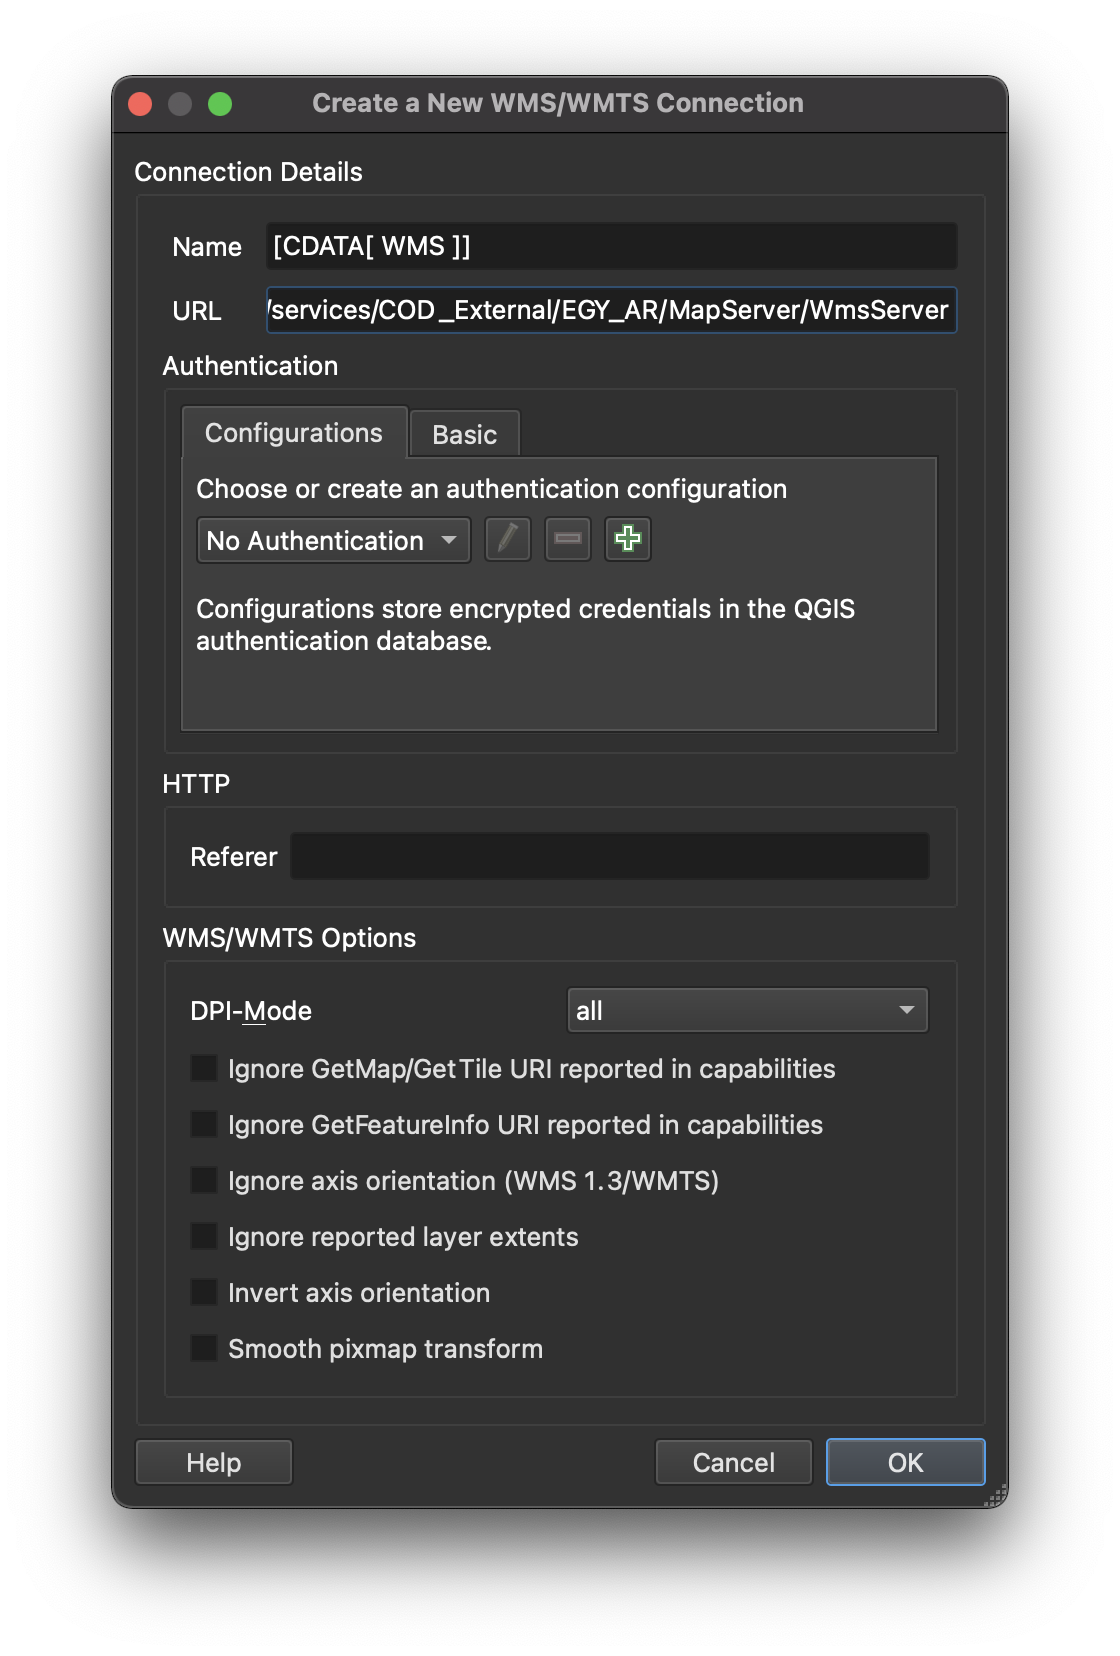 Create a New WMS/WMTS Connection
Connection Details
Name [CDATA[ WMS ]]
URL /services/COD_External/EGY_AR/MapServer/WmsServer
Authentication
Configurations Basic
Choose or create an authentication configuration
No Authentication
Configurations store encrypted credentials in the QGIS
authentication database.
HTTP
Referer
WMS/WMTS Options
DPI-Mode all
Ignore GetMap/GetTile URI reported in capabilities
Ignore GetFeatureInfo URI reported in capabilities
Ignore axis orientation (WMS 1.3/WMTS)
Ignore reported layer extents
Invert axis orientation
Smooth pixmap transform
Help Cancel OK